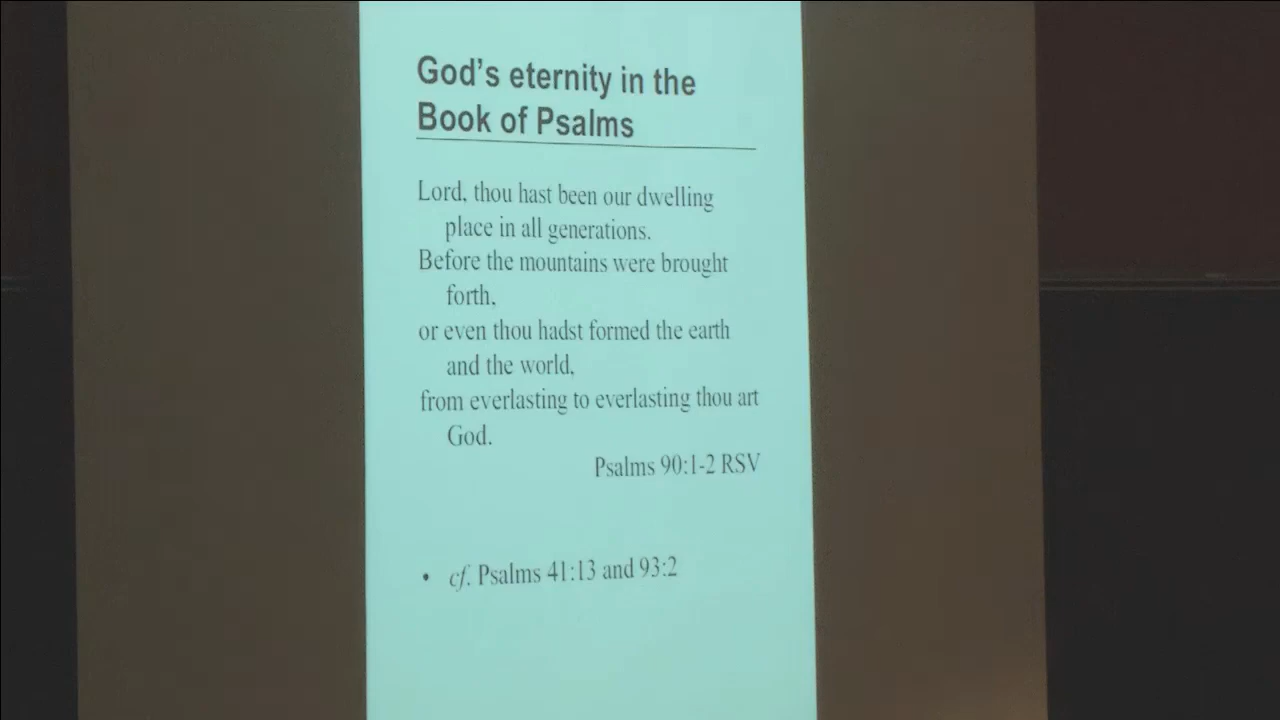 God's eternity in the
Book of Psalms
Lord, thou hast been our dwelling
place in all generations.
Before the mountains were brought
forth,
or even thou hadst formed the earth
and the world,
from everlasting to everlasting thou art
God.
Psalms 90:1-2 RSV
• cf. Psalms 41:13 and 93:2